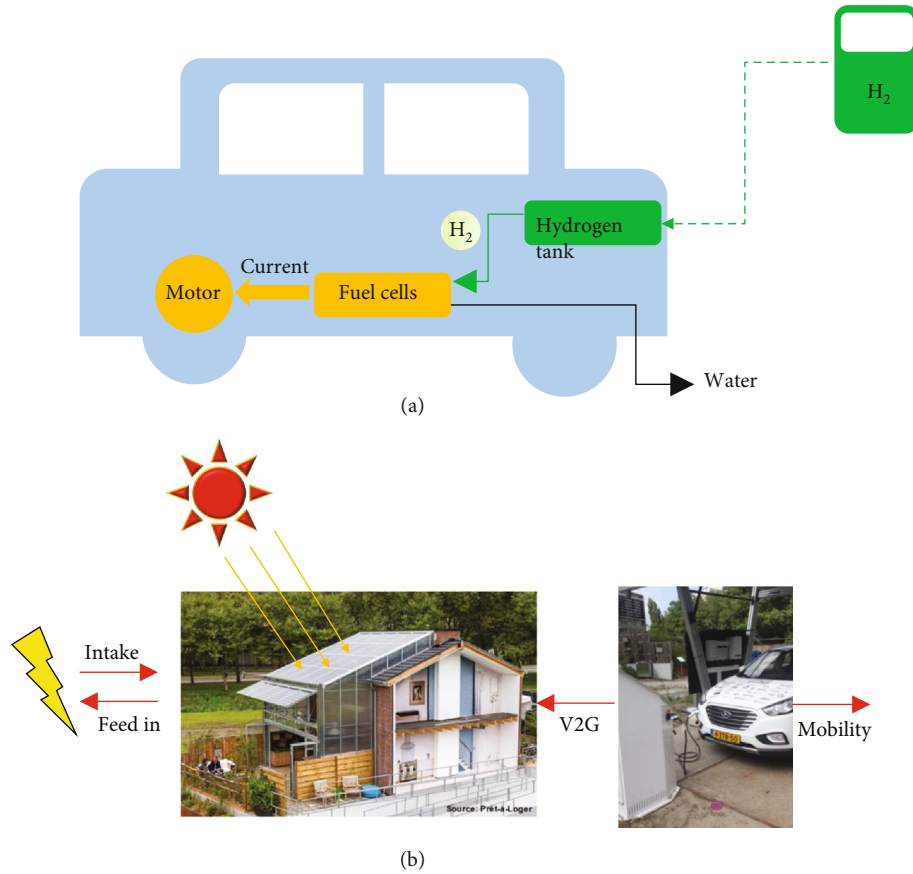 H₂
Hydrogen
tank
H₂
Current
Motor
Fuel cells
Water
(a)
Intake
Feed in
V2G
Mobility
Source: Prêt-à-Loger
(b)